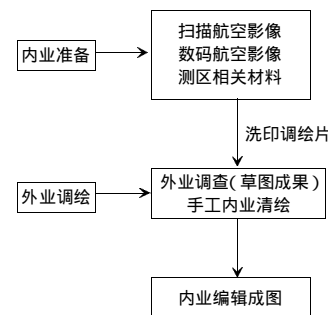 扫描航空影像
内业准备
数码航空影像
测区相关材料
洗印调绘片
外业调查(草图成果)
外业调绘
手工内业清绘
内业编辑成图